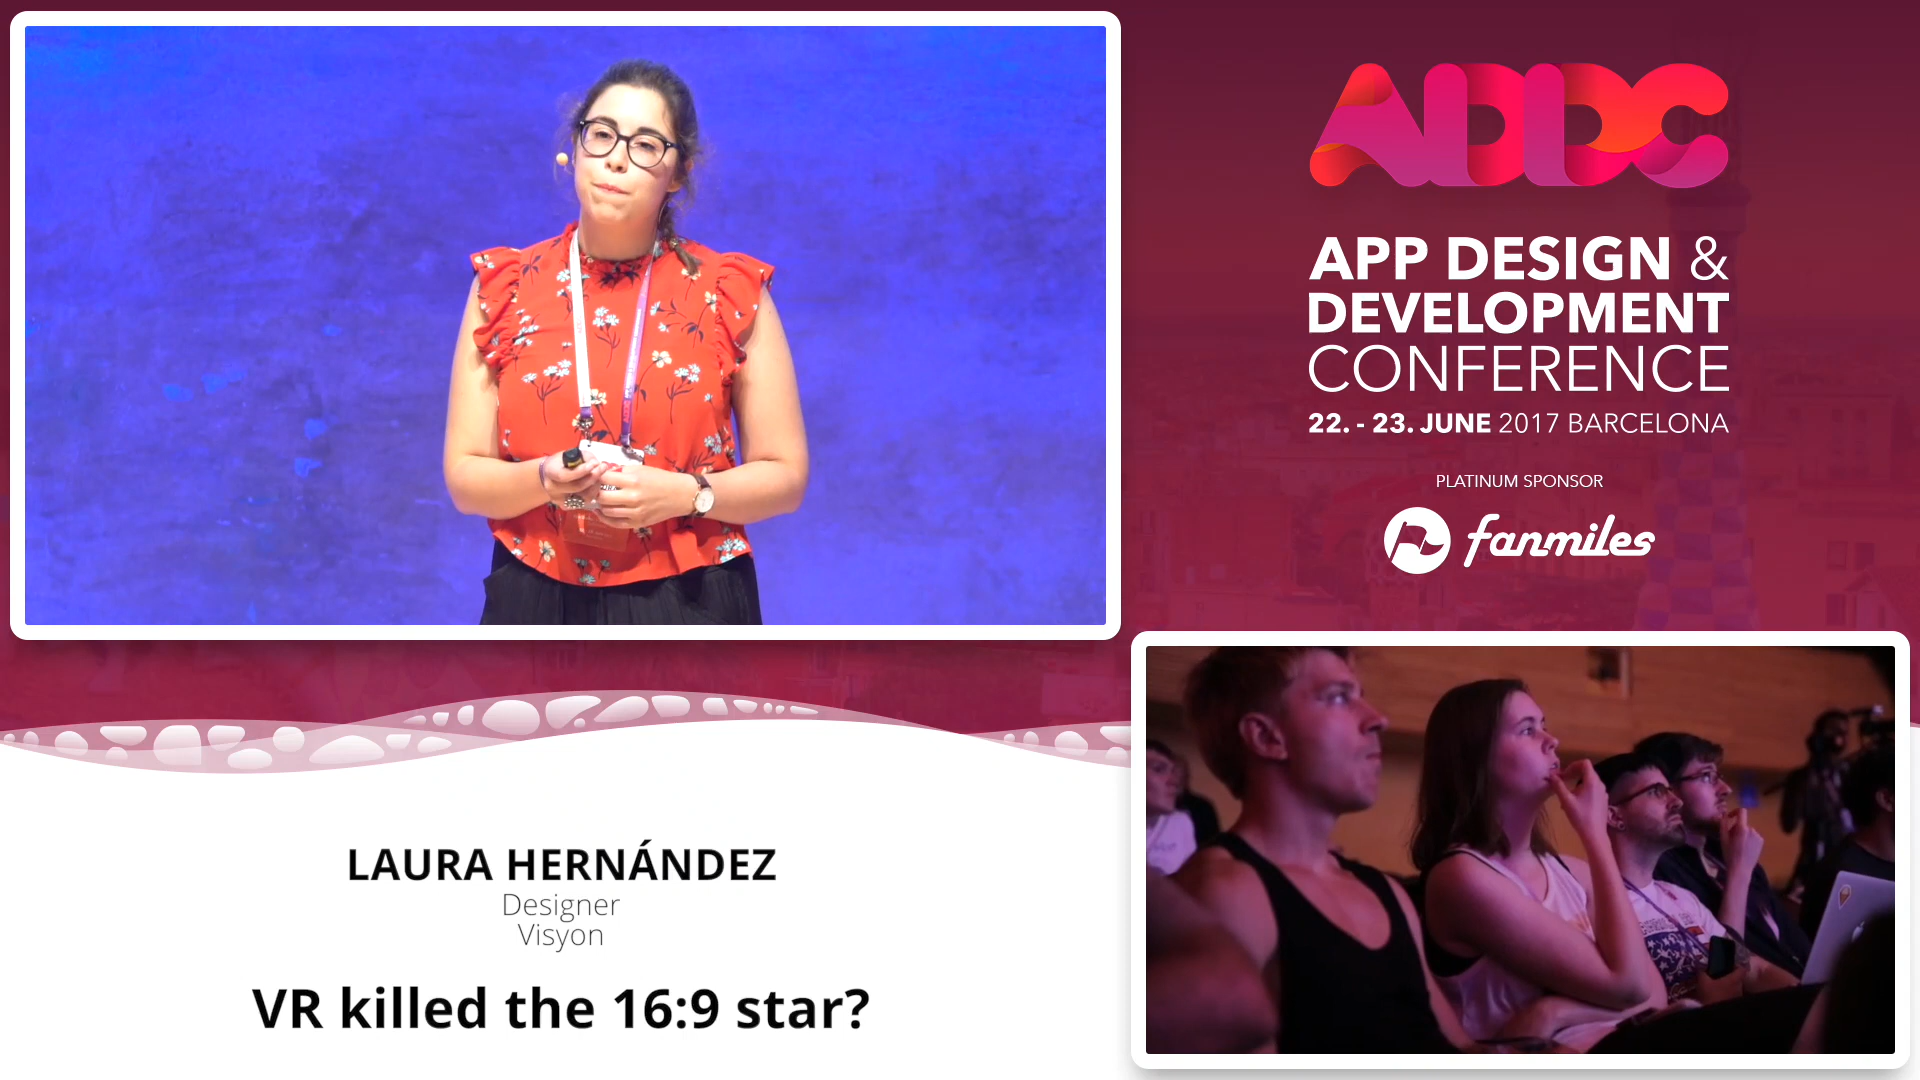 ADDC
APP DESIGN &
DEVELOPMENT
CONFERENCE
22. - 23. JUNE 2017 BARCELONA
PLATINUM SPONSOR
fanmiles
LAURA HERNÁNDEZ
Designer
Visyon
VR killed the 16:9 star?